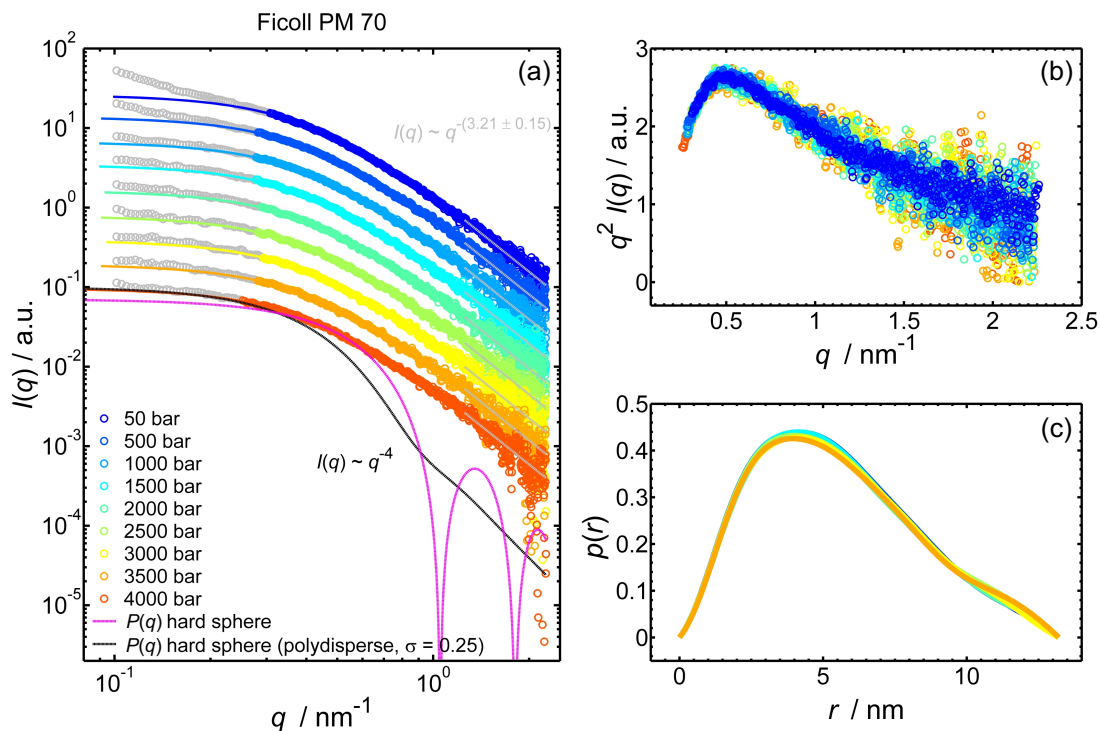 Ficoll PM 70
(a)
I(q) ~ q^-(3.21 ± 0.15)
I(q) ~ q^-4
10^2
10^1
10^0
10^-1
10^-2
10^-3
10^-4
10^-5
I(q) / a.u.
50 bar
500 bar
1000 bar
1500 bar
2000 bar
2500 bar
3000 bar
3500 bar
4000 bar
P(q) hard sphere
P(q) hard sphere (polydisperse, σ = 0.25)
10^-1
10^0
q / nm^-1
(b)
3
2
1
0
q^2 I(q) / a.u.
0.5
1
1.5
2
2.5
q / nm^-1
(c)
0.5
0.4
0.3
0.2
0.1
0
p(r)
0
5
10
r / nm